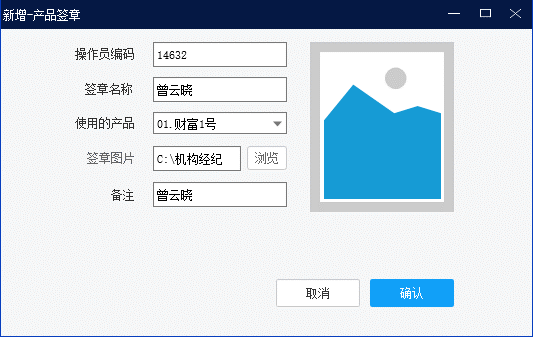 新增-产品签章
操作员编码 14632
签章名称 曾云晓
使用的产品 01.财富1号
签章图片 C:\机构经纪 浏览
备注 曾云晓
取消 确认